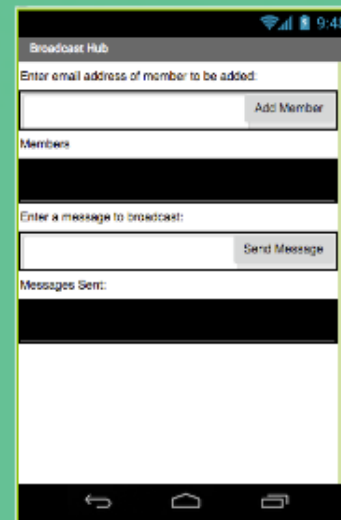 9:48
Broadcast Hub
Enter email address of member to be added:
Add Member
Members
Enter a message to broadcast:
Send Message
Messages Sent: